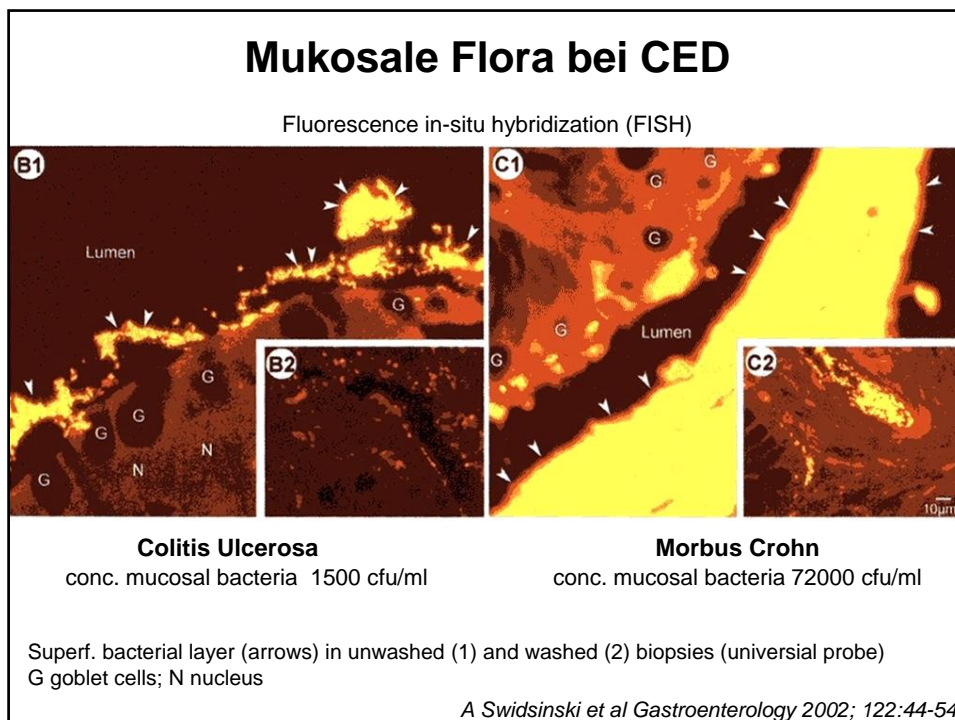 Mukosale Flora bei CED
Fluorescence in-situ hybridization (FISH)
B1
C1
G
G
G
G
G
G
G
G
G
G
N
N
Lumen
Lumen
B2
C2
10µm
Colitis Ulcerosa
conc. mucosal bacteria 1500 cfu/ml
Morbus Crohn
conc. mucosal bacteria 72000 cfu/ml
Superf. bacterial layer (arrows) in unwashed (1) and washed (2) biopsies (universial probe)
G goblet cells; N nucleus
A Swidsinski et al Gastroenterology 2002; 122:44-54